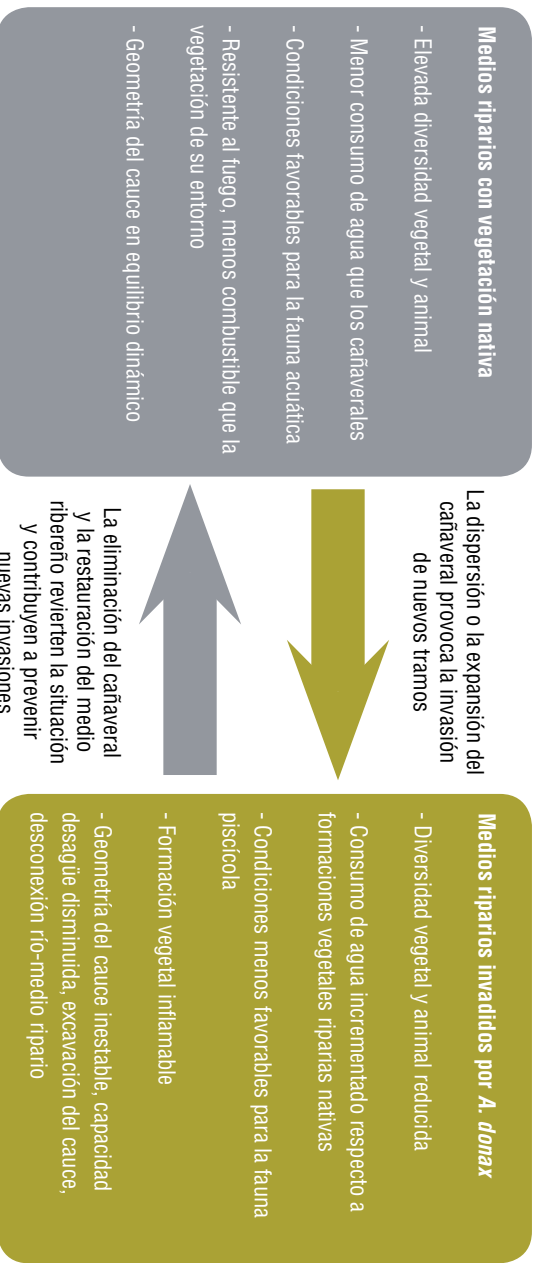 Medios riparios con vegetación nativa
- Elevada diversidad vegetal y animal
- Menor consumo de agua que los cañaverales
- Condiciones favorables para la fauna acuática
- Resistente al fuego, menos combustible que la
vegetación de su entorno
- Geometría del cauce en equilibrio dinámico
La dispersión o la expansión del
cañaveral provoca la invasión
de nuevos tramos
La eliminación del cañaveral
y la restauración del medio
ribereño revierten la situación
y contribuyen a prevenir
nuevas invasiones
Medios riparios invadidos por A. donax
- Diversidad vegetal y animal reducida
- Consumo de agua incrementado respecto a
formaciones vegetales riparias nativas
- Condiciones menos favorables para la fauna
piscícola
- Formación vegetal inflamable
- Geometría del cauce inestable, capacidad
desagüe disminuida, excavación del cauce,
desconexión río-medio ripario